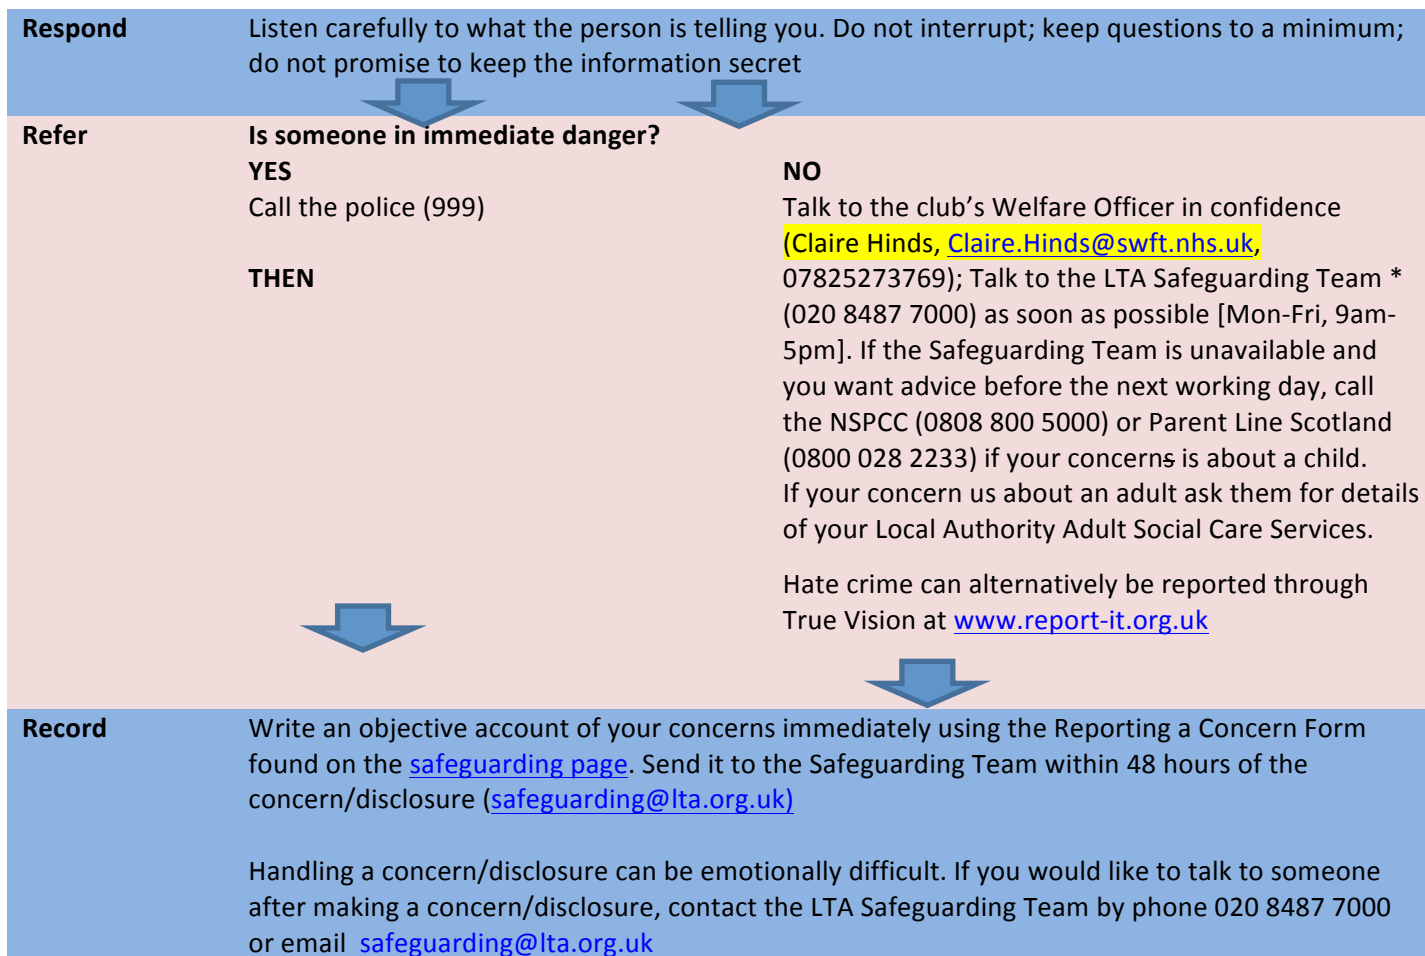 Respond
Listen carefully to what the person is telling you. Do not interrupt; keep questions to a minimum;
do not promise to keep the information secret
Refer
Is someone in immediate danger?
YES
Call the police (999)
THEN
NO
Talk to the club’s Welfare Officer in confidence
(Claire Hinds, Claire.Hinds@swft.nhs.uk,
07825273769); Talk to the LTA Safeguarding Team *
(020 8487 7000) as soon as possible [Mon-Fri, 9am-
5pm]. If the Safeguarding Team is unavailable and
you want advice before the next working day, call
the NSPCC (0808 800 5000) or Parent Line Scotland
(0800 028 2233) if your concerns is about a child.
If your concern us about an adult ask them for details
of your Local Authority Adult Social Care Services.
Hate crime can alternatively be reported through
True Vision at www.report-it.org.uk
Record
Write an objective account of your concerns immediately using the Reporting a Concern Form
found on the safeguarding page. Send it to the Safeguarding Team within 48 hours of the
concern/disclosure (safeguarding@lta.org.uk)
Handling a concern/disclosure can be emotionally difficult. If you would like to talk to someone
after making a concern/disclosure, contact the LTA Safeguarding Team by phone 020 8487 7000
or email safeguarding@lta.org.uk